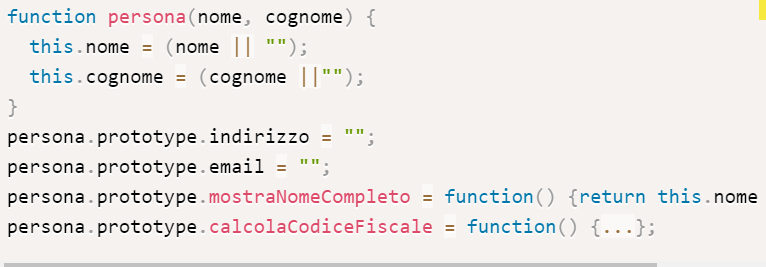 function persona(nome, cognome) {
  this.nome = (nome || "");
  this.cognome = (cognome ||"");
}
persona.prototype.indirizzo = "";
persona.prototype.email = "";
persona.prototype.mostraNomeCompleto = function() {return this.nome
persona.prototype.calcolaCodiceFiscale = function() {...};